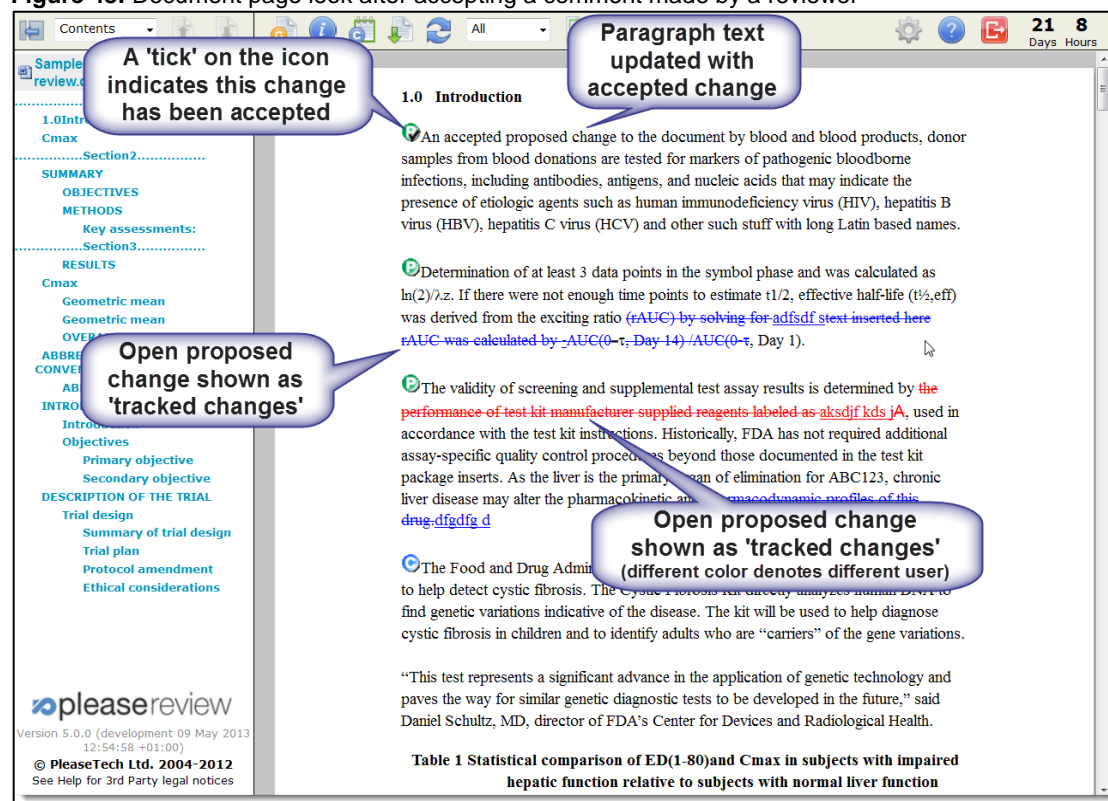 Figure 45. Document page look after accepting a comment made by a reviewer
Contents
All
21 8
Days Hours
A 'tick' on the icon
indicates this change
has been accepted
Paragraph text
updated with
accepted change
Sample
review.
1.0Intr
Cmax
Section2
SUMMARY
OBJECTIVES
METHODS
Key assessments:
Section3
RESULTS
Cmax
Geometric mean
Geometric mean
OVER
ABBRE
CONVE
AB
INTRO
Introduction
Objectives
Primary objective
Secondary objective
DESCRIPTION OF THE TRIAL
Trial design
Summary of trial design
Trial plan
Protocol amendment
Ethical considerations
Open proposed
change shown as
'tracked changes'
pleasereview
Version 5.0.0 (development 09 May 2013
12:54:58 +01:00)
© PleaseTech Ltd. 2004-2012
See Help for 3rd Party legal notices
1.0 Introduction
An accepted proposed change to the document by blood and blood products, donor
samples from blood donations are tested for markers of pathogenic bloodborne
infections, including antibodies, antigens, and nucleic acids that may indicate the
presence of etiologic agents such as human immunodeficiency virus (HIV), hepatitis B
virus (HBV), hepatitis C virus (HCV) and other such stuff with long Latin based names.
Determination of at least 3 data points in the symbol phase and was calculated as
ln(2)/λz. If there were not enough time points to estimate t1/2, effective half-life (t½,eff)
was derived from the exciting ratio (rAUC) by solving for adfsdf stext inserted here
rAUC was calculated by -AUC(0-τ, Day 14) /AUC(0-τ, Day 1).
The validity of screening and supplemental test assay results is determined by the
performance of test kit manufacturer supplied reagents labeled as aksdjf kds jA, used in
accordance with the test kit instructions. Historically, FDA has not required additional
assay-specific quality control procedures beyond those documented in the test kit
package inserts. As the liver is the primary organ of elimination for ABC123, chronic
liver disease may alter the pharmacokinetic and pharmacodynamic profiles of this
drug.dfgdfg d
Open proposed change
shown as 'tracked changes'
(different color denotes different user)
The Food and Drug Admin
to help detect cystic fibrosis. The Cystic Fibrosis Kit directly analyzes human DNA to
find genetic variations indicative of the disease. The kit will be used to help diagnose
cystic fibrosis in children and to identify adults who are “carriers” of the gene variations.
“This test represents a significant advance in the application of genetic technology and
paves the way for similar genetic diagnostic tests to be developed in the future,” said
Daniel Schultz, MD, director of FDA’s Center for Devices and Radiological Health.
Table 1 Statistical comparison of ED(1-80)and Cmax in subjects with impaired
hepatic function relative to subjects with normal liver function